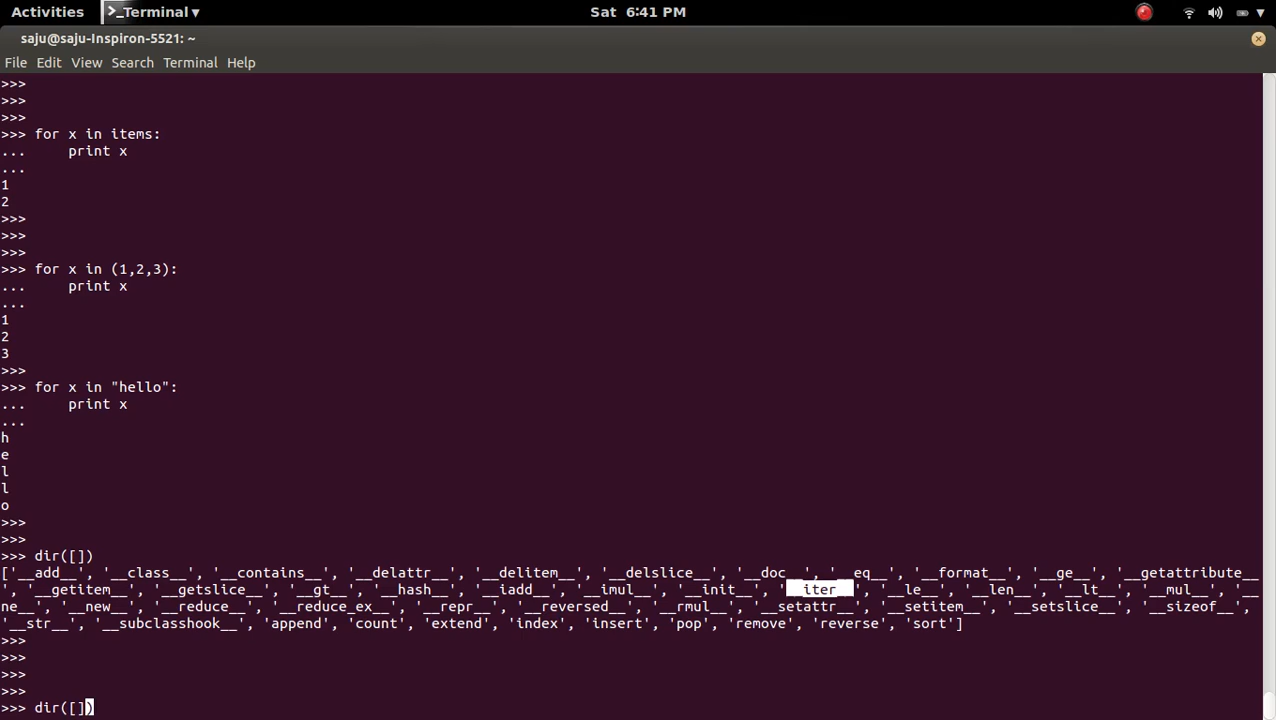 Activities >_Terminal ▾ Sat 6:41 PM
saju@saju-Inspiron-5521: ~
File Edit View Search Terminal Help
>>>
>>>
>>>
>>> for x in items:
...     print x
...
1
2
>>>
>>>
>>>
>>> for x in (1,2,3):
...     print x
...
1
2
3
>>>
>>> for x in "hello":
...     print x
...
h
e
l
l
o
>>>
>>>
>>> dir([])
['__add__', '__class__', '__contains__', '__delattr__', '__delitem__', '__delslice__', '__doc__', '__eq__', '__format__', '__ge__', '__getattribute__
', '__getitem__', '__getslice__', '__gt__', '__hash__', '__iadd__', '__imul__', '__init__', '__iter__', '__le__', '__len__', '__lt__', '__mul__', '__
ne__', '__new__', '__reduce__', '__reduce_ex__', '__repr__', '__reversed__', '__rmul__', '__setattr__', '__setitem__', '__setslice__', '__sizeof__',
'__str__', '__subclasshook__', 'append', 'count', 'extend', 'index', 'insert', 'pop', 'remove', 'reverse', 'sort']
>>>
>>>
>>>
>>>
>>> dir([])